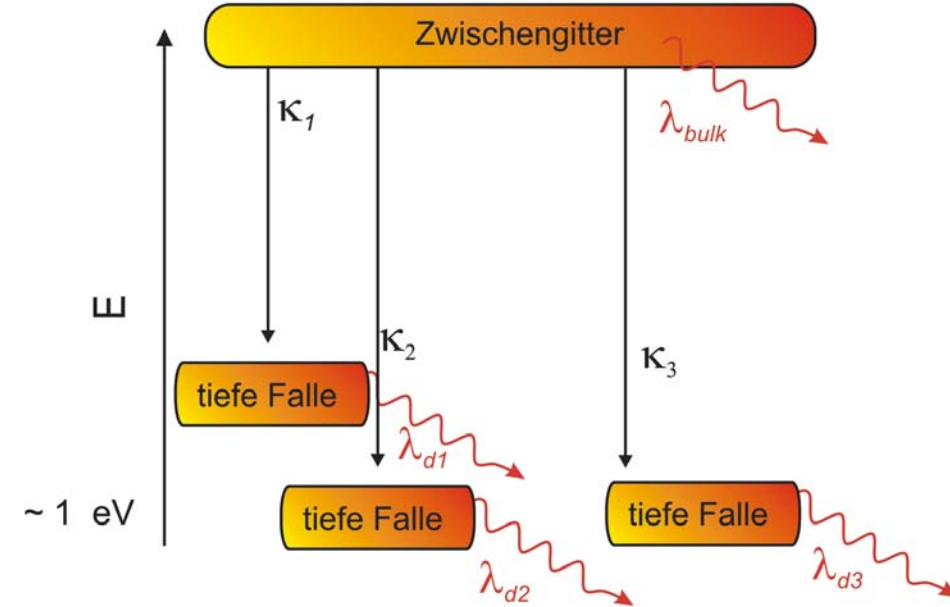 Zwischengitter
κ1
λbulk
E
κ2
κ3
tiefe Falle
λd1
~ 1 eV
tiefe Falle
tiefe Falle
λd2
λd3